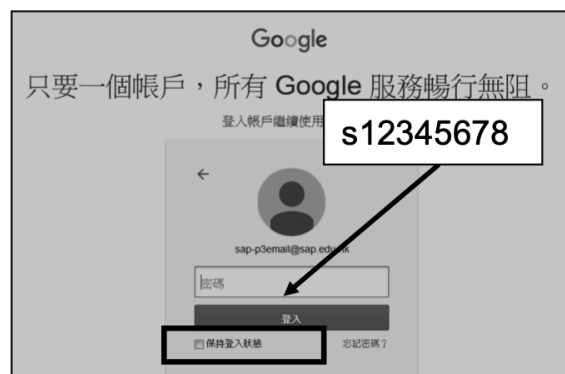 Google
只要一個帳戶，所有 Google 服務暢行無阻。
登入帳戶繼續使用
s12345678
sap-p3email@sap.edu.hk
密碼
登入
保持登入狀態
忘記密碼？